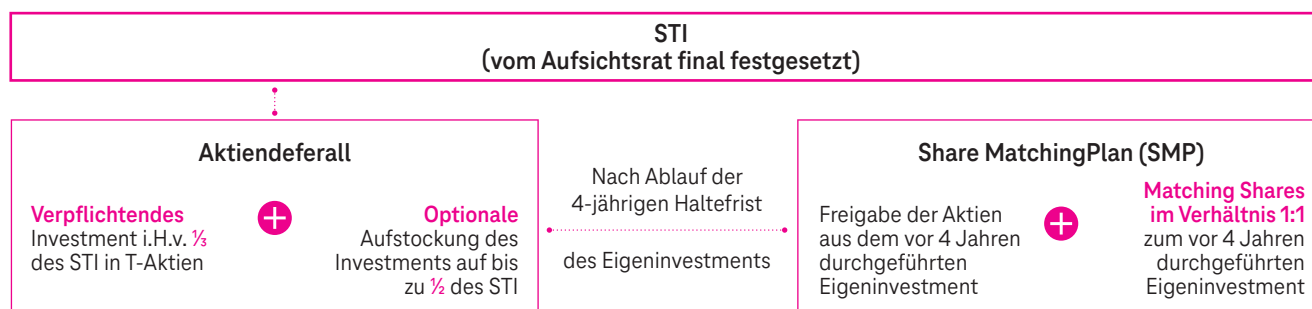 STI
(vom Aufsichtsrat final festgesetzt)
Aktiendeferall
Verpflichtendes
Investment i.H.v. ⅓
des STI in T-Aktien
Optionale
Aufstockung des
Investments auf bis
zu ½ des STI
Nach Ablauf der
4-jährigen Haltefrist
des Eigeninvestments
Share MatchingPlan (SMP)
Freigabe der Aktien
aus dem vor 4 Jahren
durchgeführten
Eigeninvestment
Matching Shares
im Verhältnis 1:1
zum vor 4 Jahren
durchgeführten
Eigeninvestment